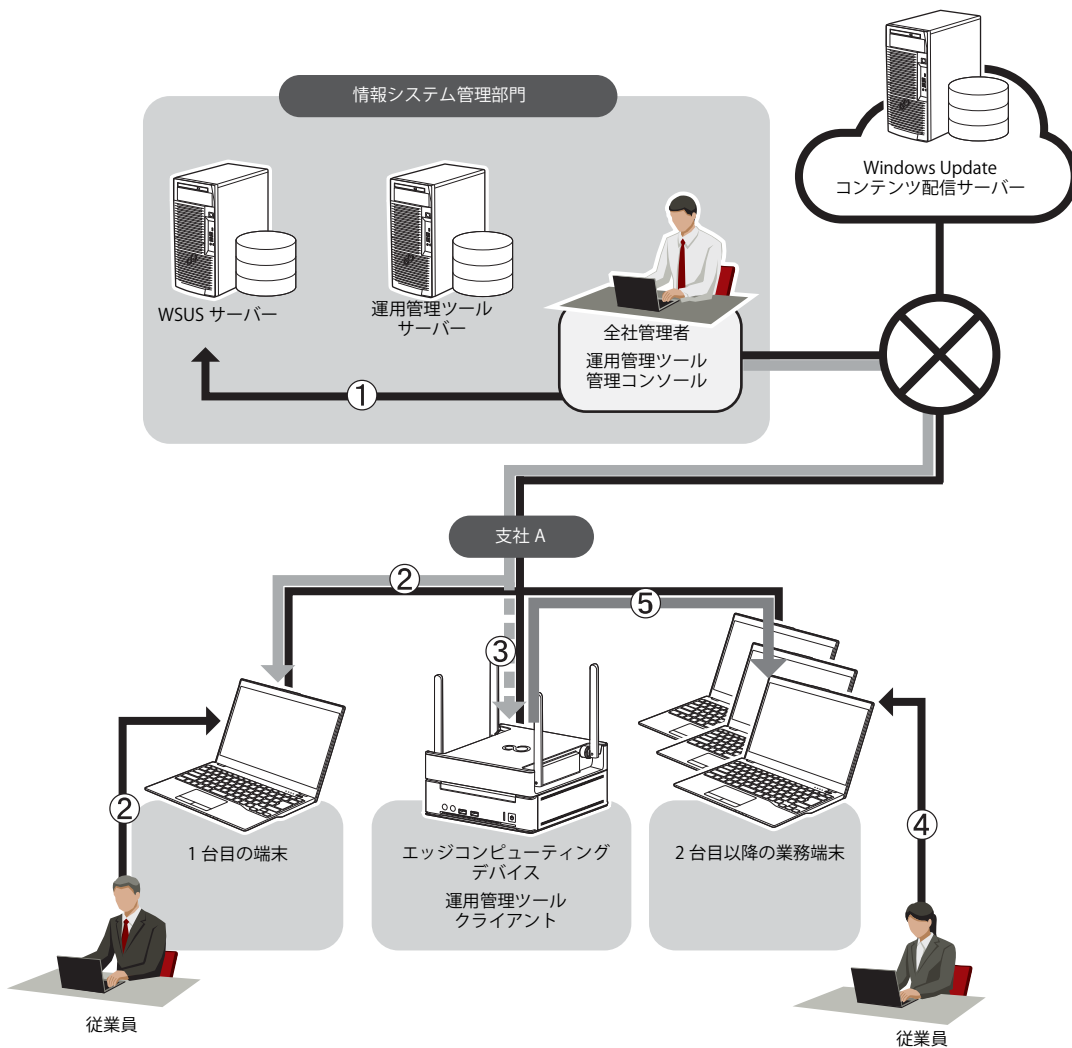 情報システム管理部門
Windows Update
コンテンツ配信サーバー
WSUS サーバー
運用管理ツール
サーバー
全社管理者
運用管理ツール
管理コンソール
①
支社 A
②
⑤
③
②
④
1 台目の端末
エッジコンピューティング
デバイス
運用管理ツール
クライアント
2 台目以降の業務端末
従業員
従業員